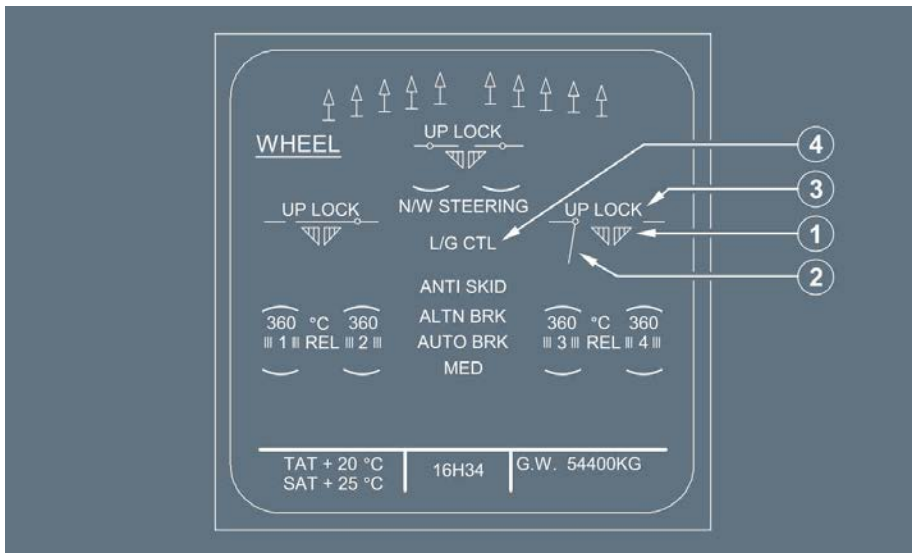 UP LOCK
④
WHEEL
③
UP LOCK
N/W STEERING
UP LOCK
①
L/G CTL
②
ANTI SKID
360 °C 360
ALTN BRK
360 °C 360
1 REL 2
AUTO BRK
3 REL 4
MED
TAT + 20 °C
16H34
G.W. 54400KG
SAT + 25 °C